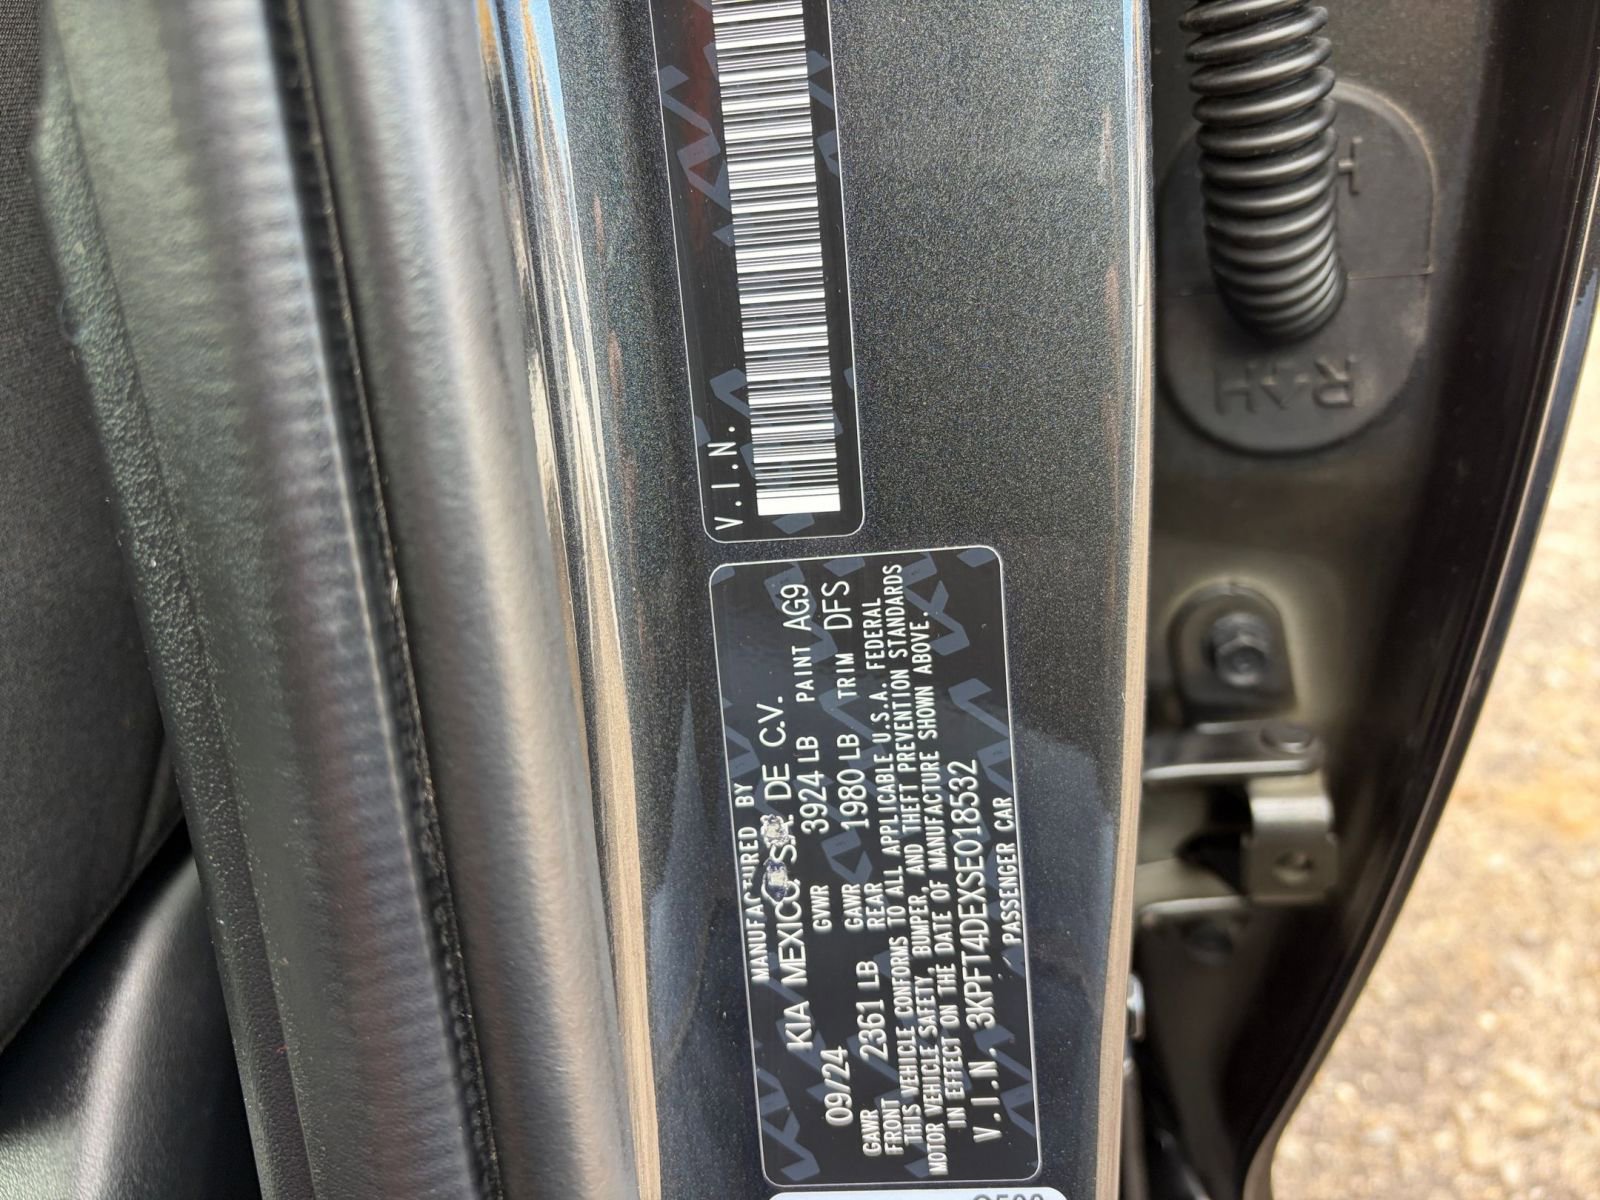 V.I.N.
MANUFACTURED BY
KIA MEXICO S.A. DE C.V.
09/24 GVWR 3924 LB PAINT AG9
GAWR FRONT 2361 LB GAWR REAR 1980 LB TRIM DFS
THIS VEHICLE CONFORMS TO ALL APPLICABLE U.S.A. FEDERAL
MOTOR VEHICLE SAFETY, BUMPER, AND THEFT PREVENTION STANDARDS
IN EFFECT ON THE DATE OF MANUFACTURE SHOWN ABOVE.
V.I.N. 3KPFT4DEXSE018532
PASSENGER CAR